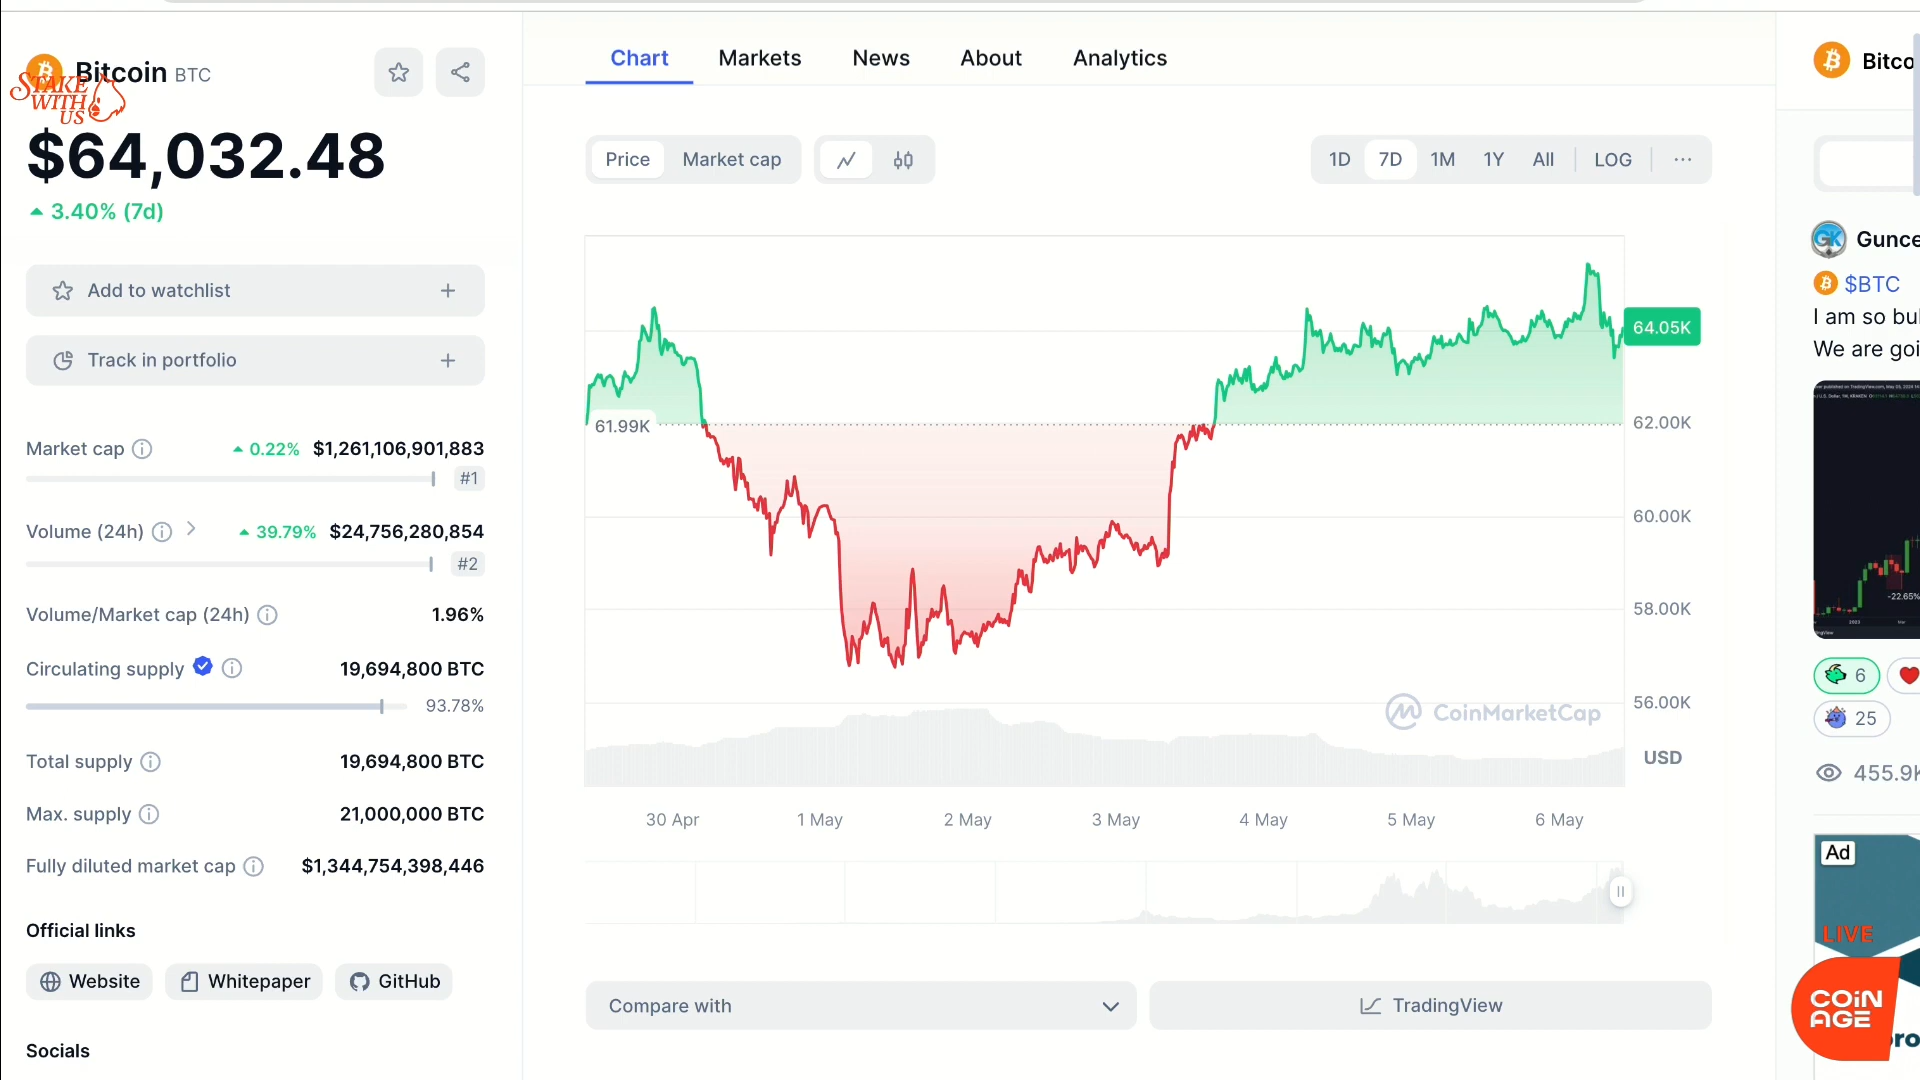 Bitcoin BTC
STAKE
WITH
US
$64,032.48
3.40% (7d)
Add to watchlist
Track in portfolio
Market cap 0.22% $1,261,106,901,883
#1
Volume (24h) 39.79% $24,756,280,854
#2
Volume/Market cap (24h) 1.96%
Circulating supply 19,694,800 BTC
93.78%
Total supply 19,694,800 BTC
Max. supply 21,000,000 BTC
Fully diluted market cap $1,344,754,398,446
Official links
Website Whitepaper GitHub
Socials
Chart Markets News About Analytics
Price Market cap
1D 7D 1M 1Y All LOG
61.99K
64.05K
62.00K
60.00K
58.00K
56.00K
CoinMarketCap
USD
30 Apr 1 May 2 May 3 May 4 May 5 May 6 May
Compare with
TradingView
Bitco
GK
Gunce
$BTC
I am so bul
We are goi
-22.65%
6
25
455.9K
Ad
LIVE
COIN
AGE